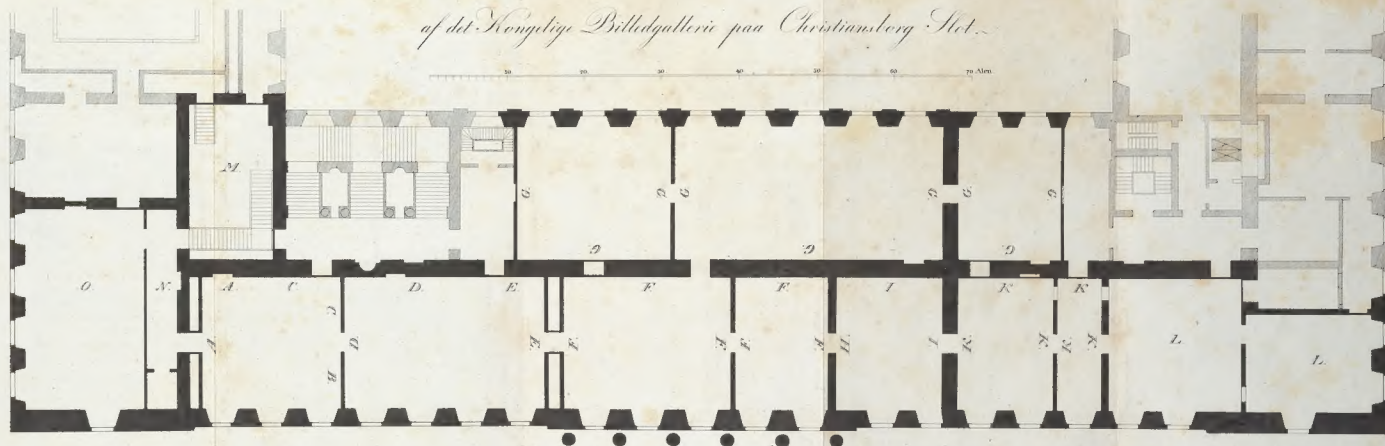 af det Kongelige Billedgallerie paa Christiansborg Slot.
10 20 30 40 50 60 70 Alen
M.
G. G. G. G. G. G.
G. G. G.
O. N. A. C. D. E. F. F. I. K. K.
C.
A. D. E. F. F. F. F. H. I. K. K. K. K. L.
B. L.